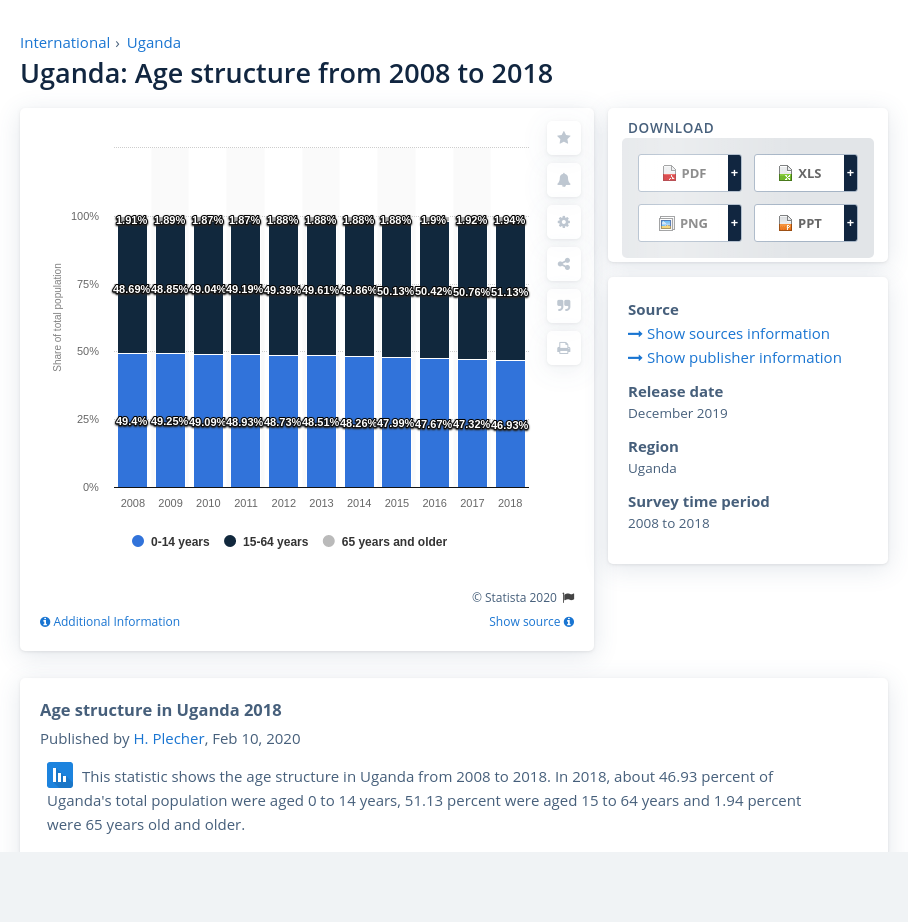 International › Uganda
Uganda: Age structure from 2008 to 2018
Share of total population
100%
75%
50%
25%
0%
1.91% 1.89% 1.87% 1.87% 1.88% 1.88% 1.88% 1.88% 1.9% 1.92% 1.94%
48.69% 48.85% 49.04% 49.19% 49.39% 49.61% 49.86% 50.13% 50.42% 50.76% 51.13%
49.4% 49.25% 49.09% 48.93% 48.73% 48.51% 48.26% 47.99% 47.67% 47.32% 46.93%
2008 2009 2010 2011 2012 2013 2014 2015 2016 2017 2018
0-14 years 15-64 years 65 years and older
© Statista 2020
Additional Information Show source
DOWNLOAD
PDF + XLS +
PNG + PPT +
Source
Show sources information
Show publisher information
Release date
December 2019
Region
Uganda
Survey time period
2008 to 2018
Age structure in Uganda 2018
Published by H. Plecher, Feb 10, 2020
This statistic shows the age structure in Uganda from 2008 to 2018. In 2018, about 46.93 percent of
Uganda's total population were aged 0 to 14 years, 51.13 percent were aged 15 to 64 years and 1.94 percent
were 65 years old and older.